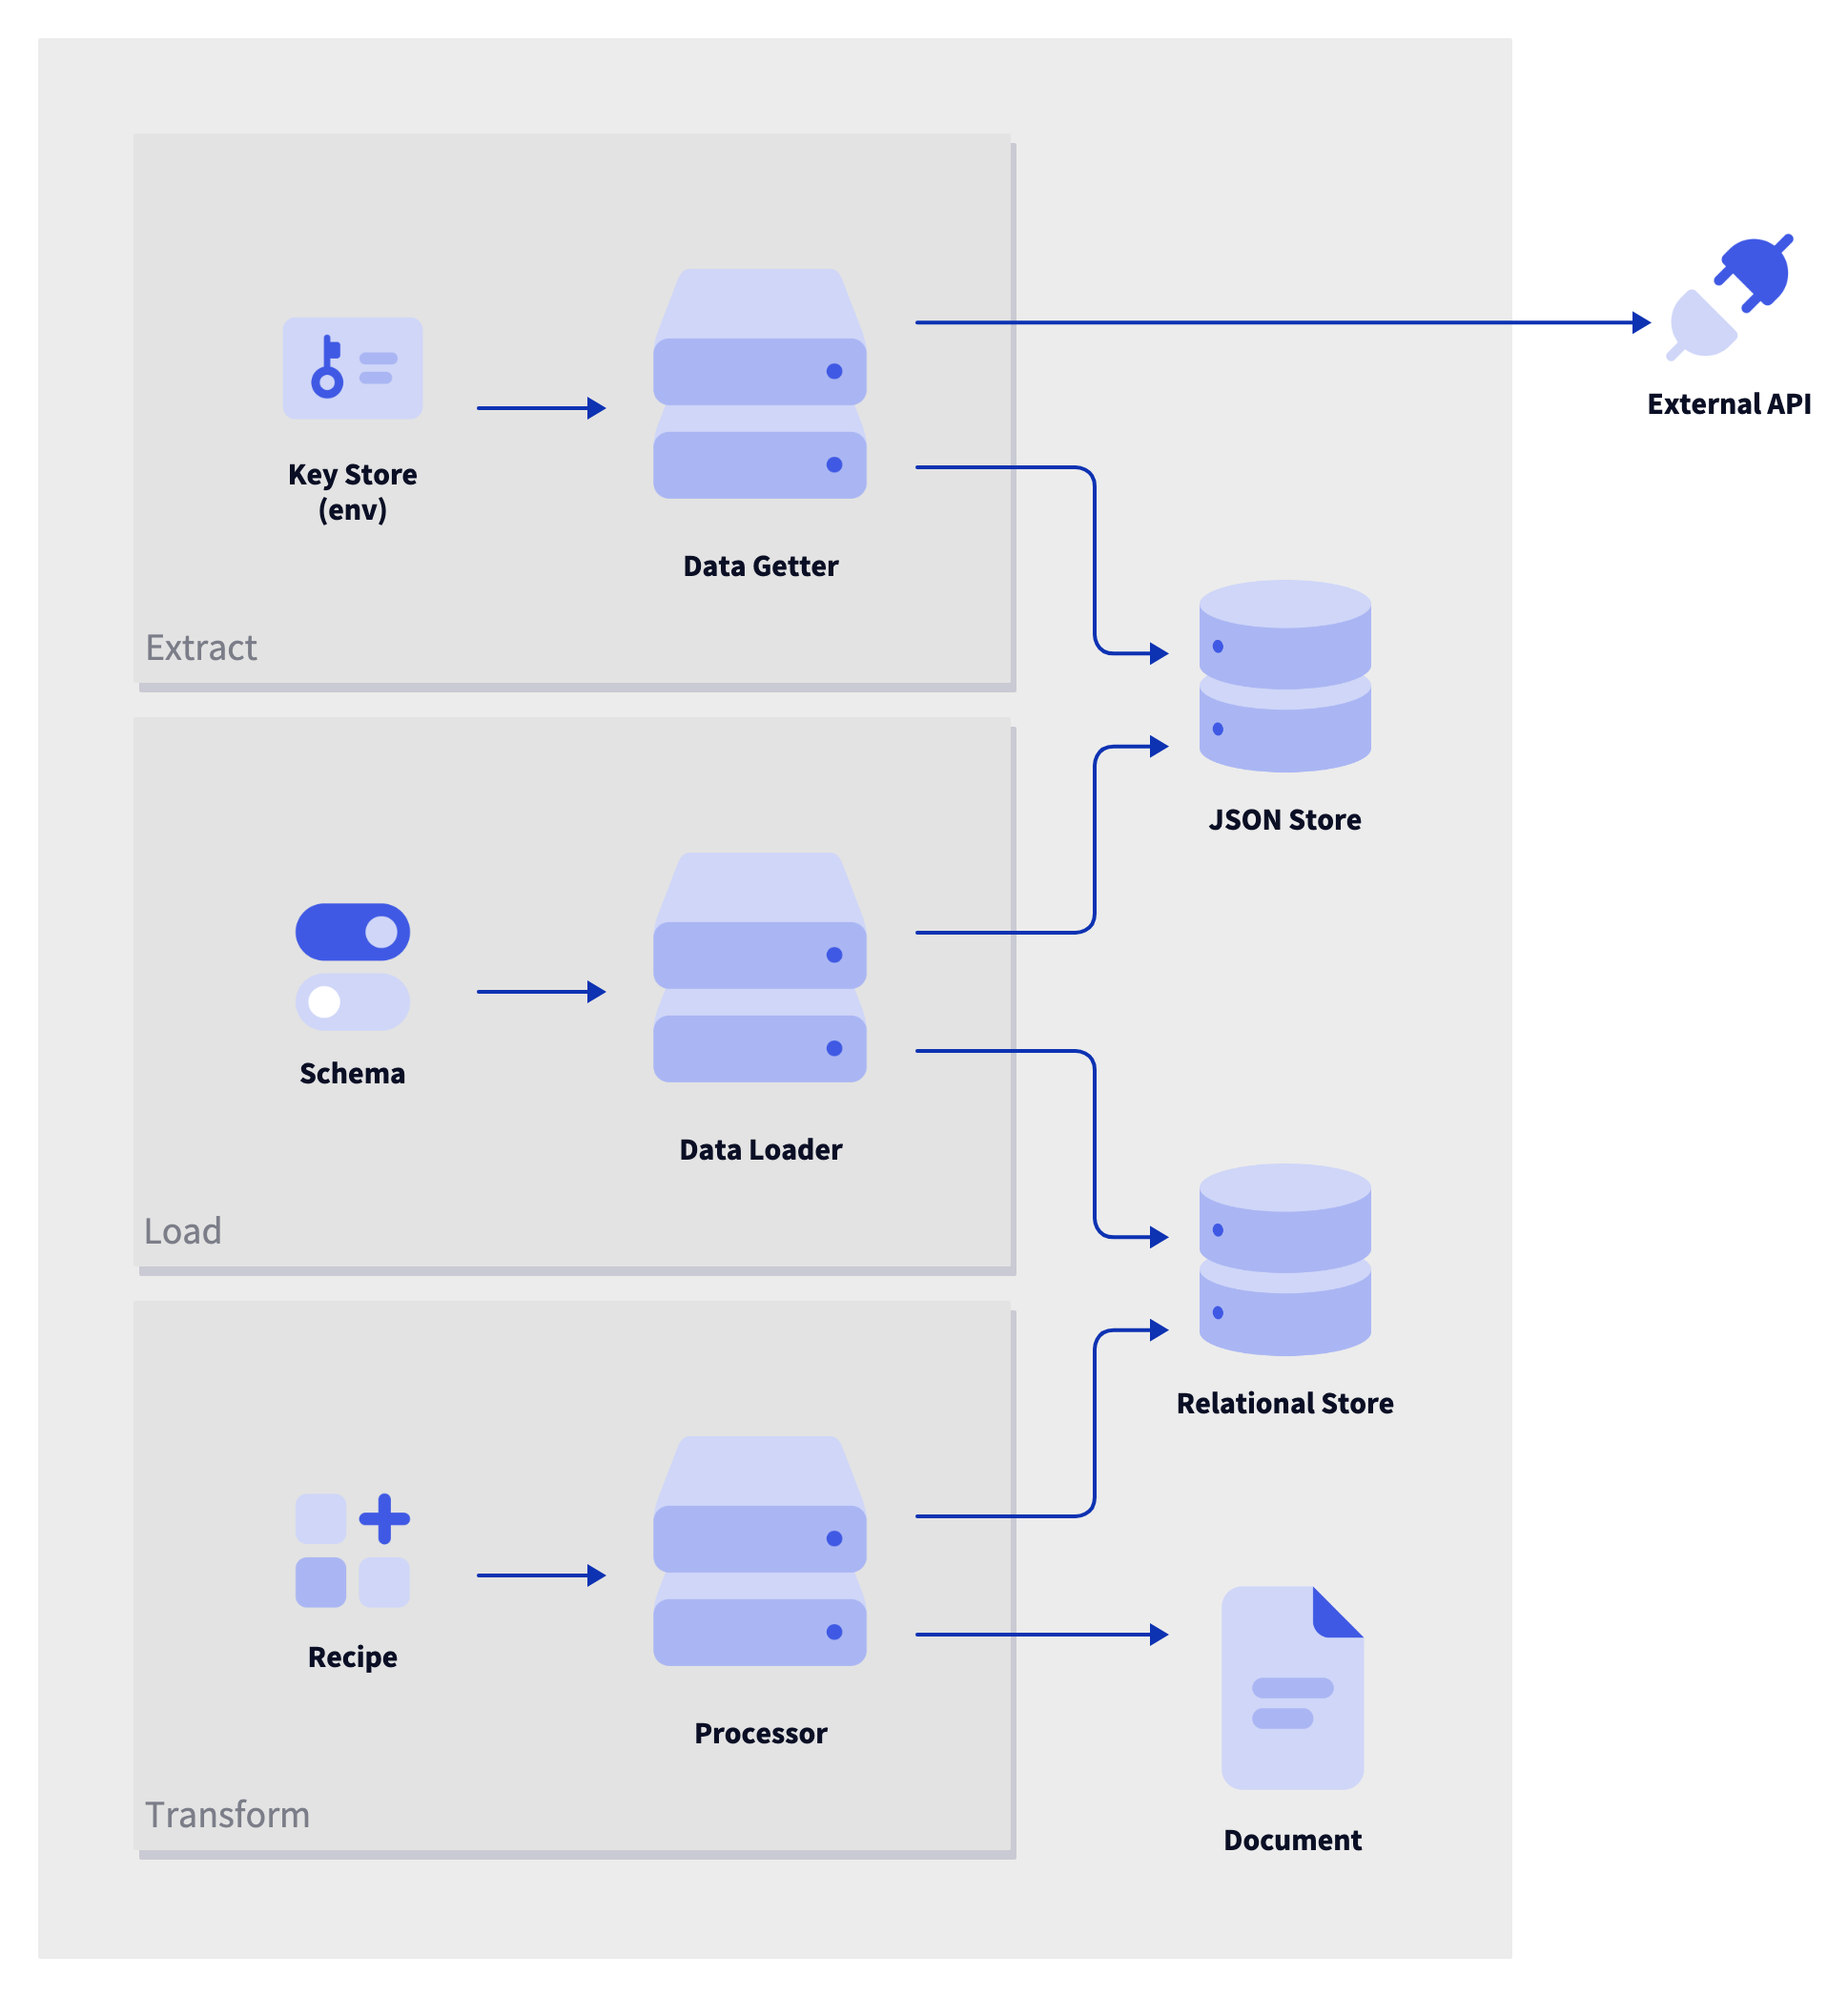 External API
Key Store
(env)
Data Getter
Extract
JSON Store
Schema
Data Loader
Load
Relational Store
Recipe
Processor
Transform
Document